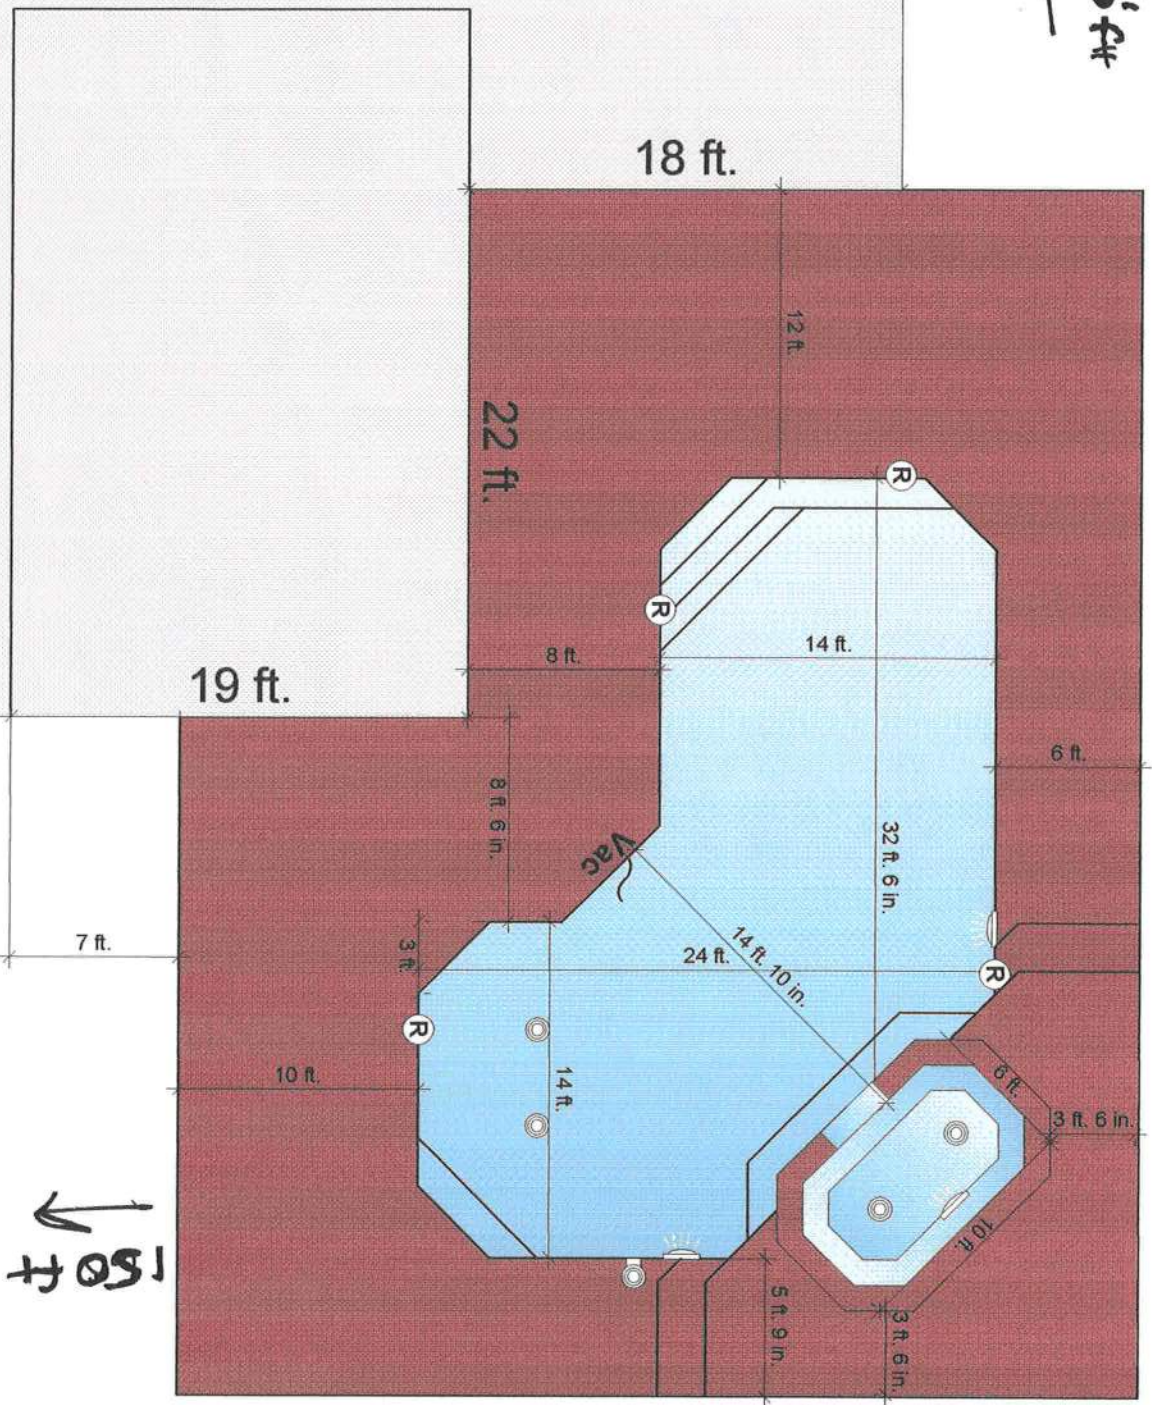 18 ft.
12 ft.
22 ft.
R
R
8 ft.
14 ft.
19 ft.
6 ft.
8 ft. 6 in.
32 ft. 6 in.
Vac
7 ft.
3 ft.
24 ft.
14 ft. 10 in.
R
R
10 ft.
14 ft.
6 ft.
3 ft. 6 in.
10 ft.
150 ft
5 ft. 9 in.
3 ft. 6 in.
ft